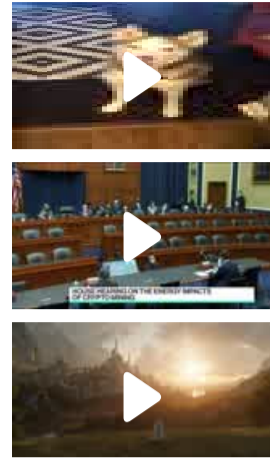 HOUSE HEARING ON THE ENERGY IMPACTS
OF CRYPTO MINING